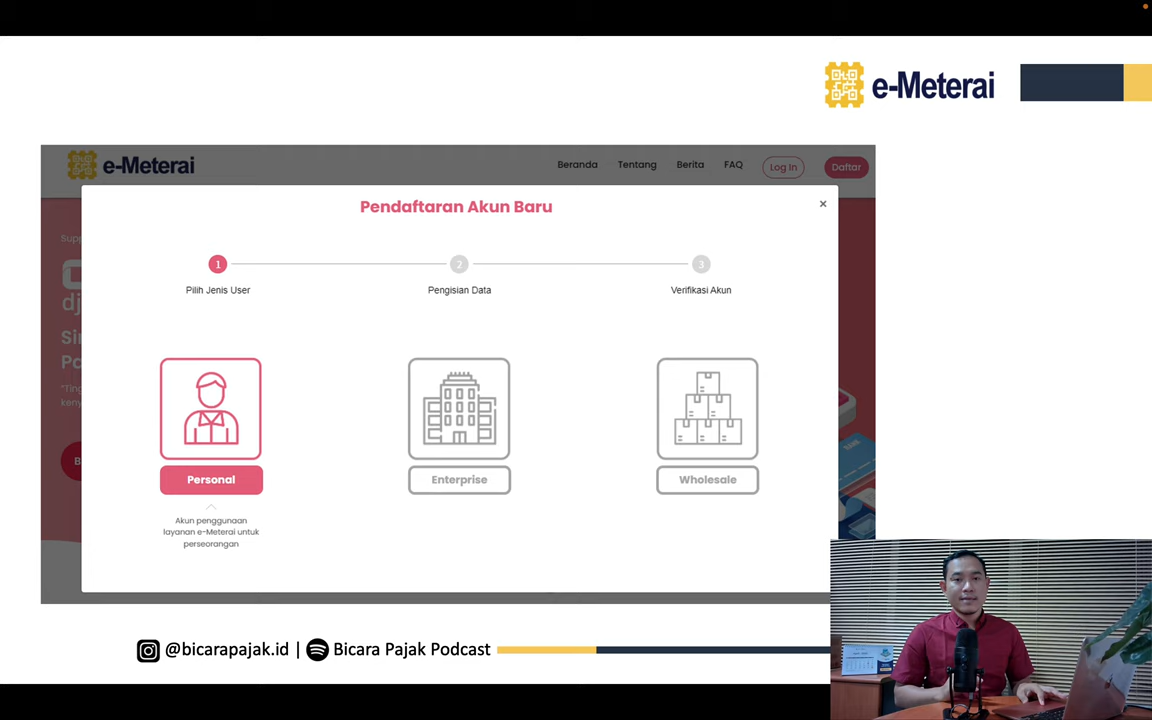 e-Meterai
e-Meterai
Beranda
Tentang
Berita
FAQ
Log In
Daftar
Pendaftaran Akun Baru
×
1
2
3
Pilih Jenis User
Pengisian Data
Verifikasi Akun
Personal
Enterprise
Wholesale
Akun penggunaan
layanan e-Meterai untuk
perseorangan
@bicarapajak.id | Bicara Pajak Podcast